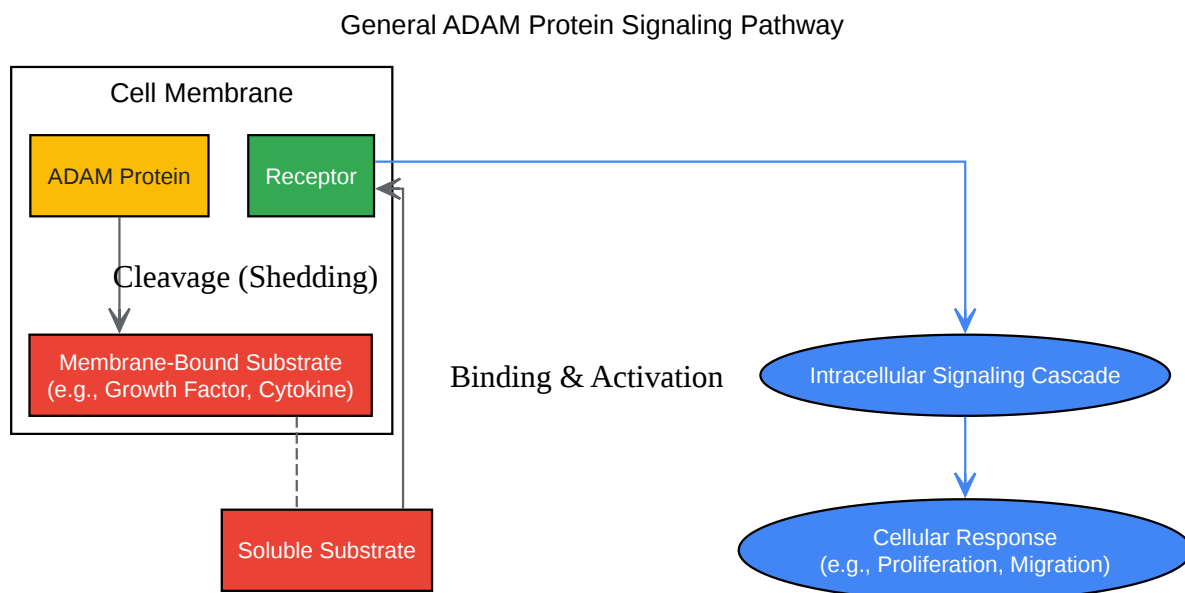 General ADAM Protein Signaling Pathway
Cell Membrane
ADAM Protein
Receptor
Cleavage (Shedding)
Membrane-Bound Substrate
(e.g., Growth Factor, Cytokine)
Binding & Activation
Intracellular Signaling Cascade
Soluble Substrate
Cellular Response
(e.g., Proliferation, Migration)